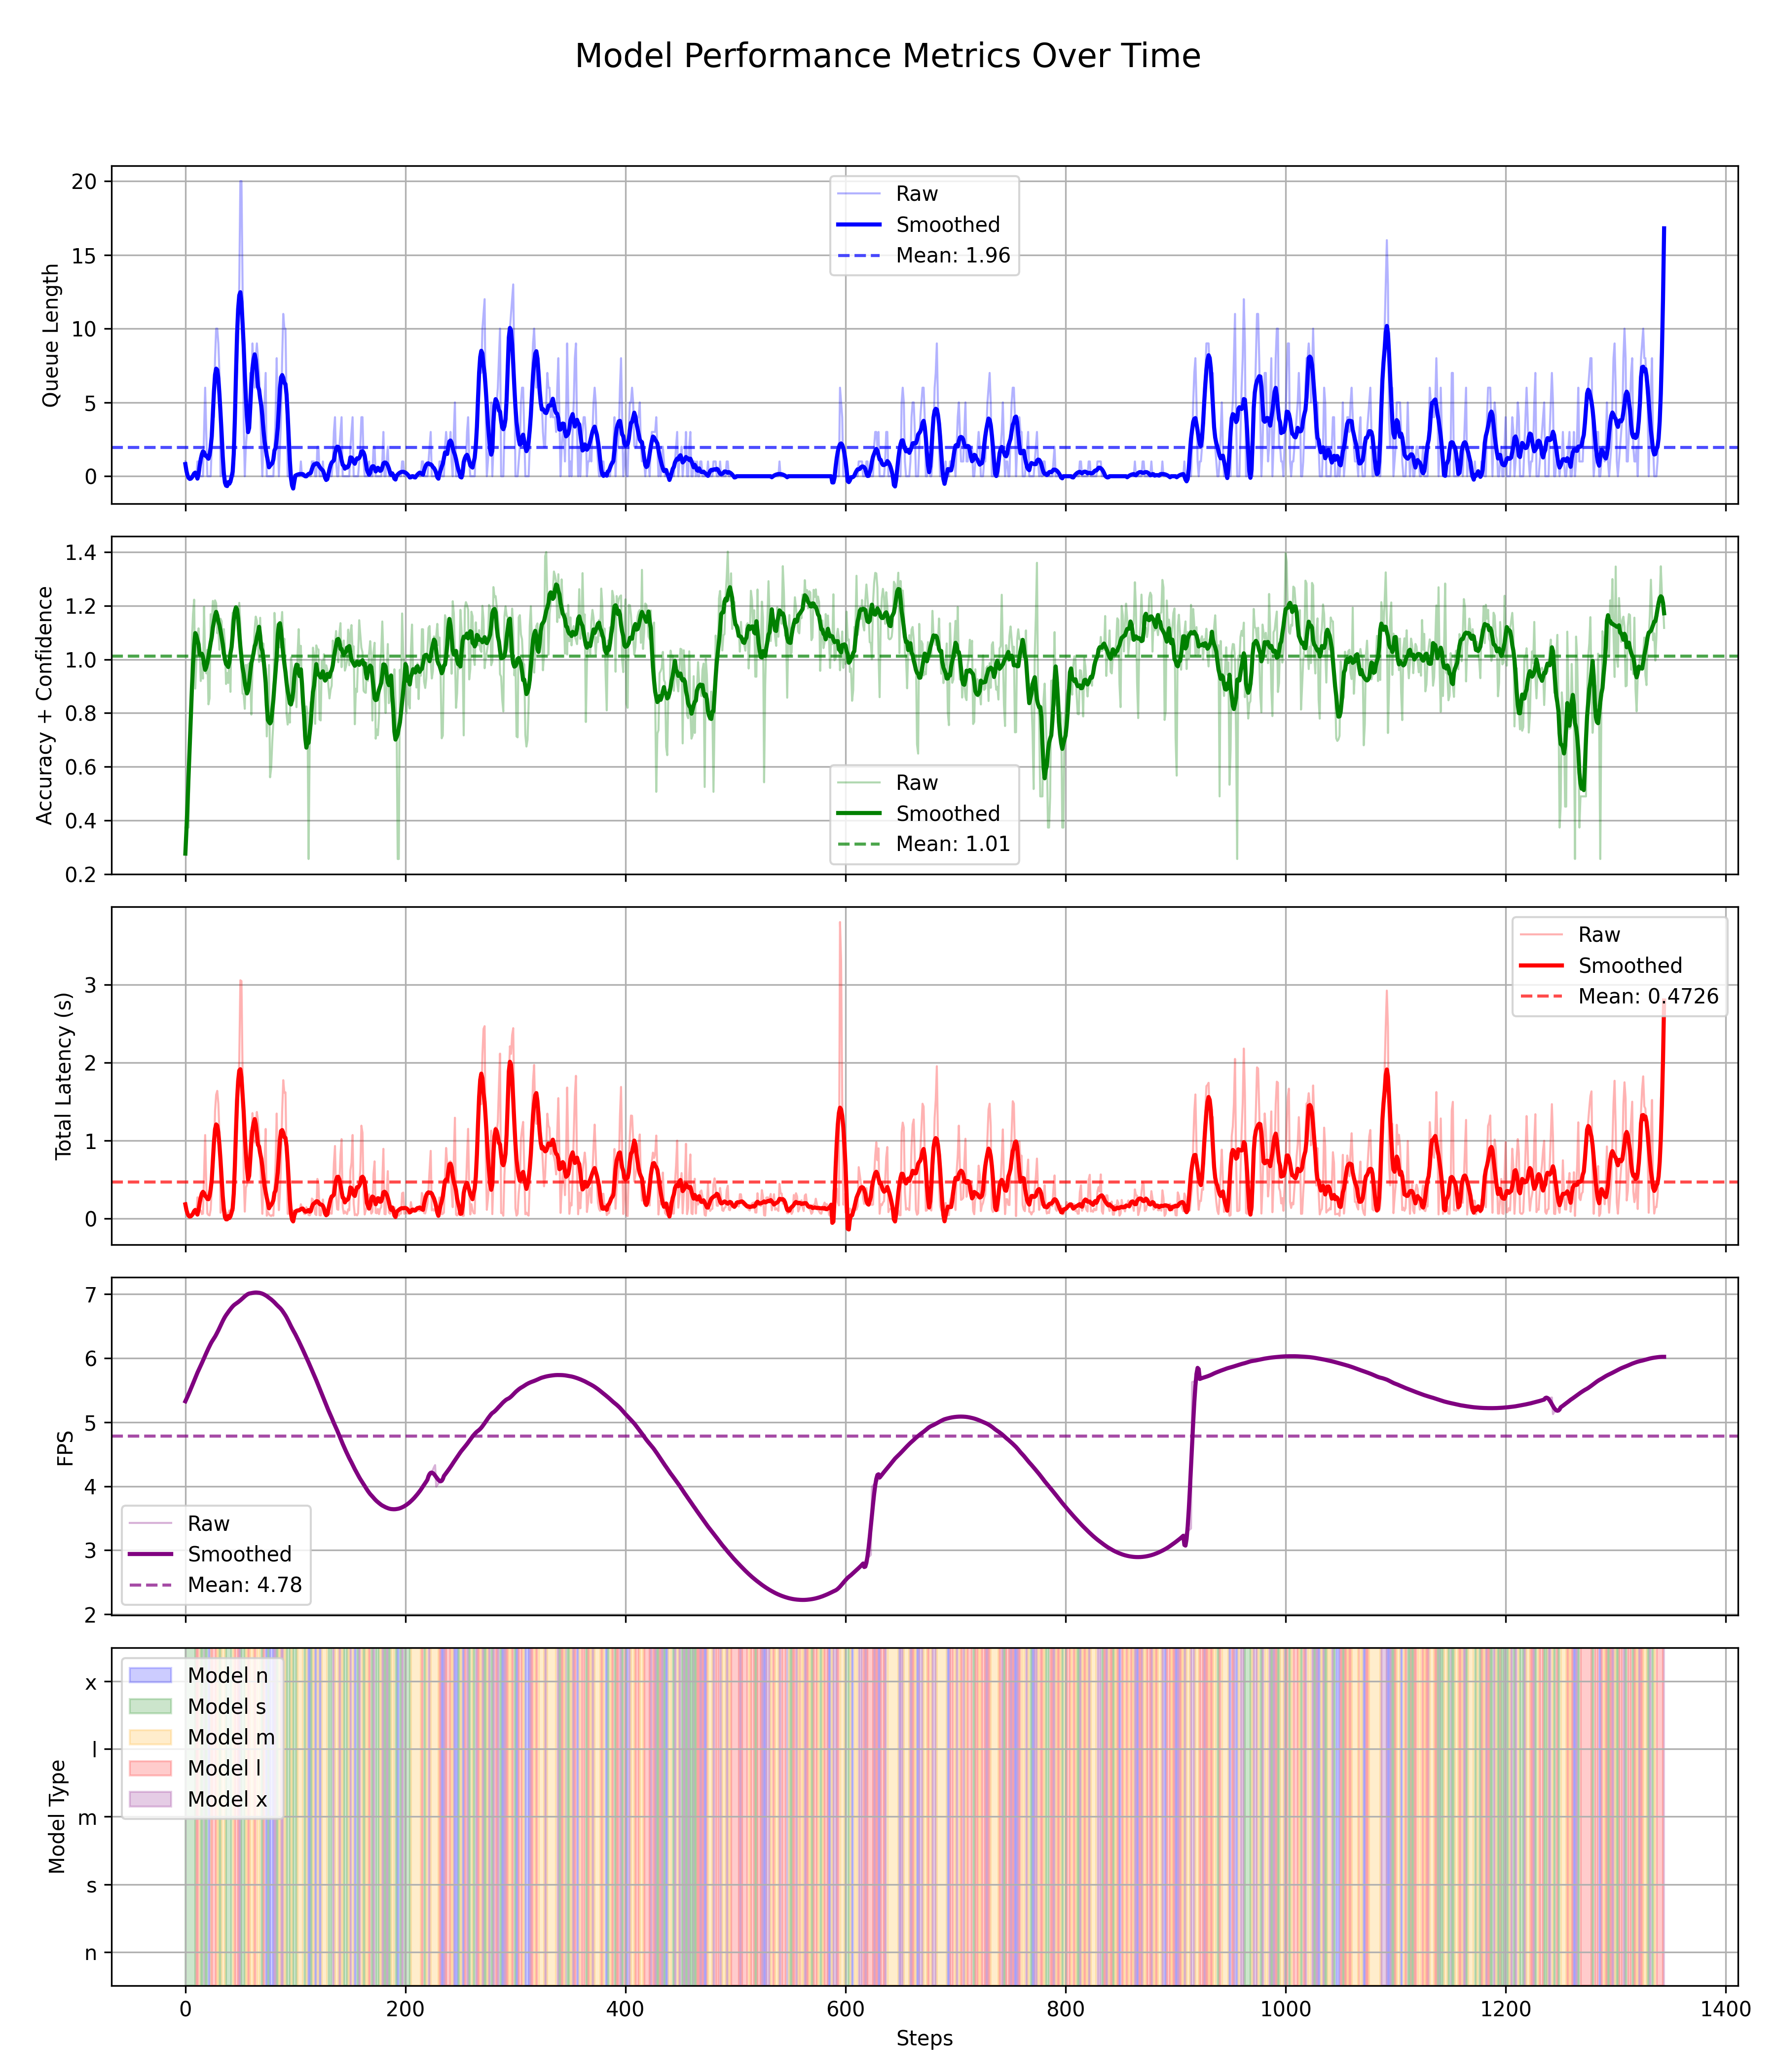 Model Performance Metrics Over Time
Queue Length
20
15
10
5
0
Raw
Smoothed
Mean: 1.96
Accuracy + Confidence
1.4
1.2
1.0
0.8
0.6
0.4
0.2
Raw
Smoothed
Mean: 1.01
Total Latency (s)
3
2
1
0
Raw
Smoothed
Mean: 0.4726
FPS
7
6
5
4
3
2
Raw
Smoothed
Mean: 4.78
Model Type
x
l
m
s
n
Model n
Model s
Model m
Model l
Model x
0 200 400 600 800 1000 1200 1400
Steps